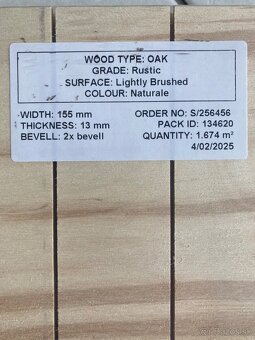 WOOD TYPE: OAK
GRADE: Rustic
SURFACE: Lightly Brushed
COLOUR: Naturale
WIDTH: 155 mm ORDER NO: S/256456
THICKNESS: 13 mm PACK ID: 134620
BEVELL: 2x bevell QUANTITY: 1.674 m²
4/02/2025